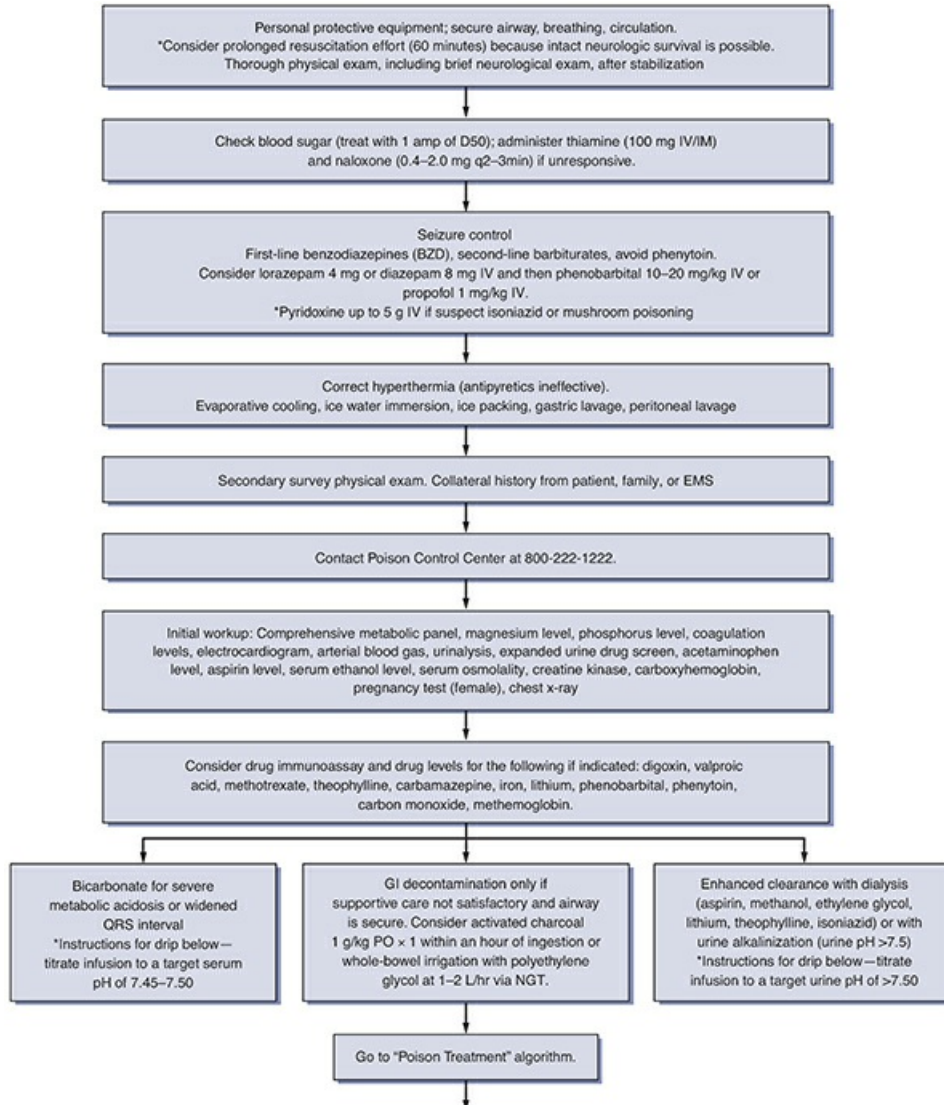 Personal protective equipment; secure airway, breathing, circulation.
*Consider prolonged resuscitation effort (60 minutes) because intact neurologic survival is possible.
Thorough physical exam, including brief neurological exam, after stabilization
Check blood sugar (treat with 1 amp of D50); administer thiamine (100 mg IV/IM)
and naloxone (0.4–2.0 mg q2–3min) if unresponsive.
Seizure control
First-line benzodiazepines (BZD), second-line barbiturates, avoid phenytoin.
Consider lorazepam 4 mg or diazepam 8 mg IV and then phenobarbital 10–20 mg/kg IV or
propofol 1 mg/kg IV.
*Pyridoxine up to 5 g IV if suspect isoniazid or mushroom poisoning
Correct hyperthermia (antipyretics ineffective).
Evaporative cooling, ice water immersion, ice packing, gastric lavage, peritoneal lavage
Secondary survey physical exam. Collateral history from patient, family, or EMS
Contact Poison Control Center at 800-222-1222.
Initial workup: Comprehensive metabolic panel, magnesium level, phosphorus level, coagulation
levels, electrocardiogram, arterial blood gas, urinalysis, expanded urine drug screen, acetaminophen
level, aspirin level, serum ethanol level, serum osmolality, creatine kinase, carboxyhemoglobin,
pregnancy test (female), chest x-ray
Consider drug immunoassay and drug levels for the following if indicated: digoxin, valproic
acid, methotrexate, theophylline, carbamazepine, iron, lithium, phenobarbital, phenytoin,
carbon monoxide, methemoglobin.
Bicarbonate for severe
metabolic acidosis or widened
QRS interval
*Instructions for drip below—
titrate infusion to a target serum
pH of 7.45–7.50
GI decontamination only if
supportive care not satisfactory and airway
is secure. Consider activated charcoal
1 g/kg PO × 1 within an hour of ingestion or
whole-bowel irrigation with polyethylene
glycol at 1–2 L/hr via NGT.
Enhanced clearance with dialysis
(aspirin, methanol, ethylene glycol,
lithium, theophylline, isoniazid) or with
urine alkalinization (urine pH >7.5)
*Instructions for drip below—titrate
infusion to a target urine pH of >7.50
Go to "Poison Treatment" algorithm.